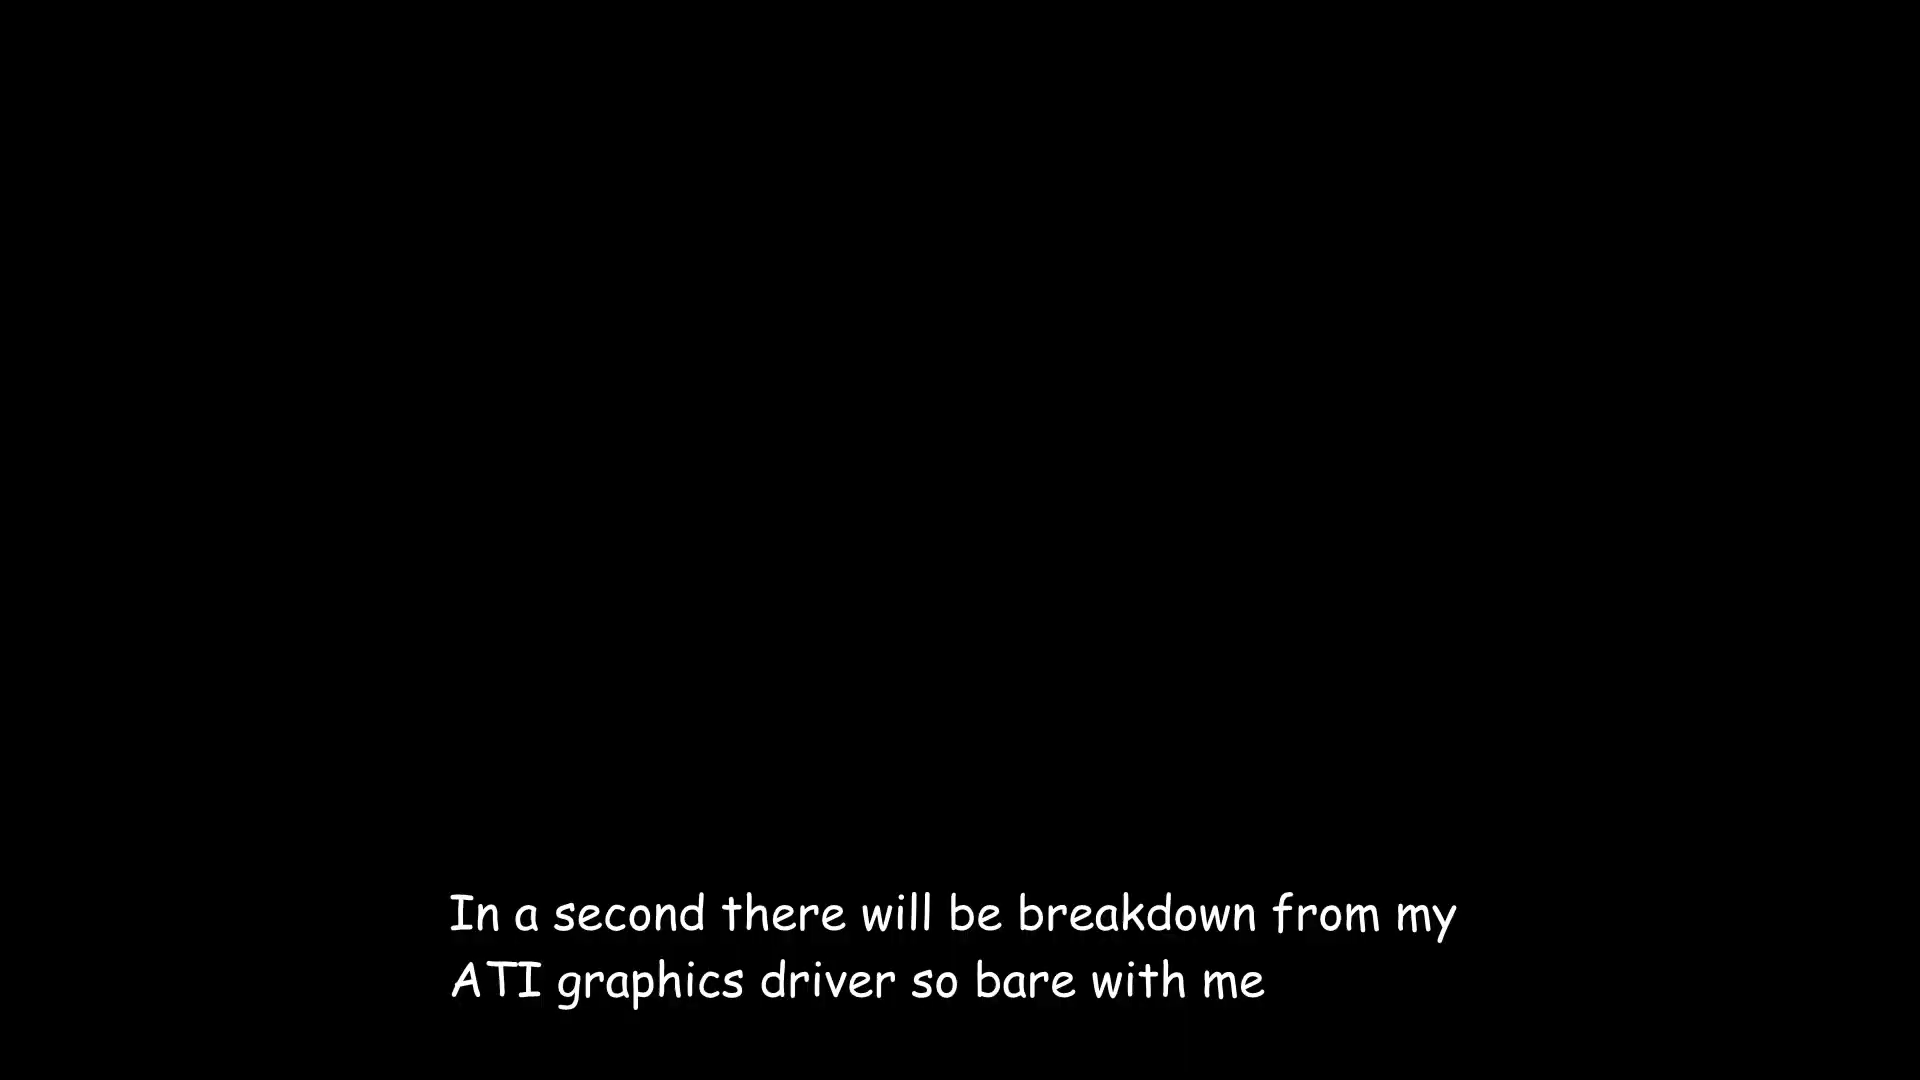 In a second there will be breakdown from my
ATI graphics driver so bare with me